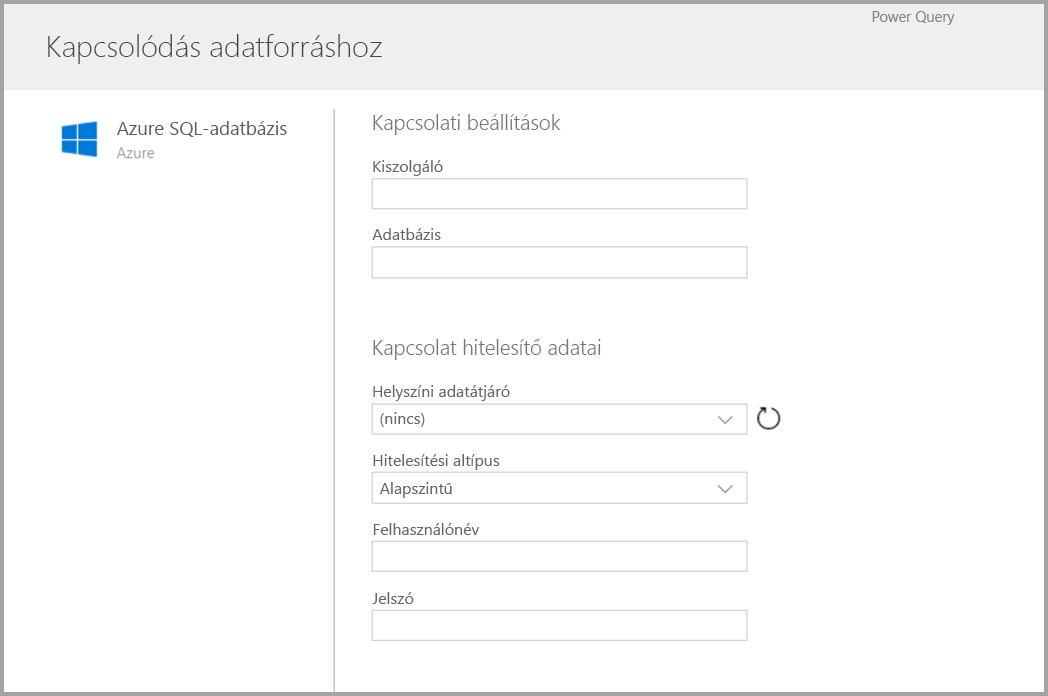 Power Query
Kapcsolódás adatforráshoz
Azure SQL-adatbázis
Azure
Kapcsolati beállítások
Kiszolgáló
Adatbázis
Kapcsolat hitelesítő adatai
Helyszíni adatátjáró
(nincs)
Hitelesítési altípus
Alapszintű
Felhasználónév
Jelszó